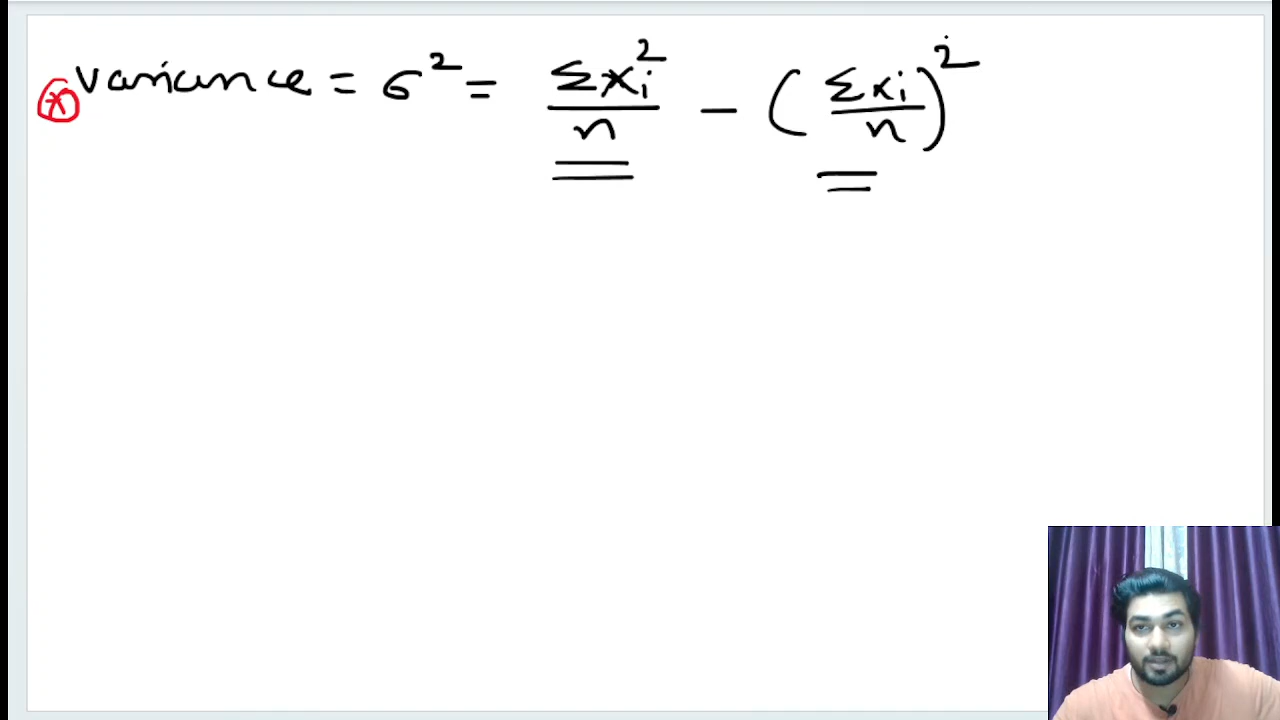 * variance = σ² = Σxᵢ²/n − (Σxᵢ/n)²